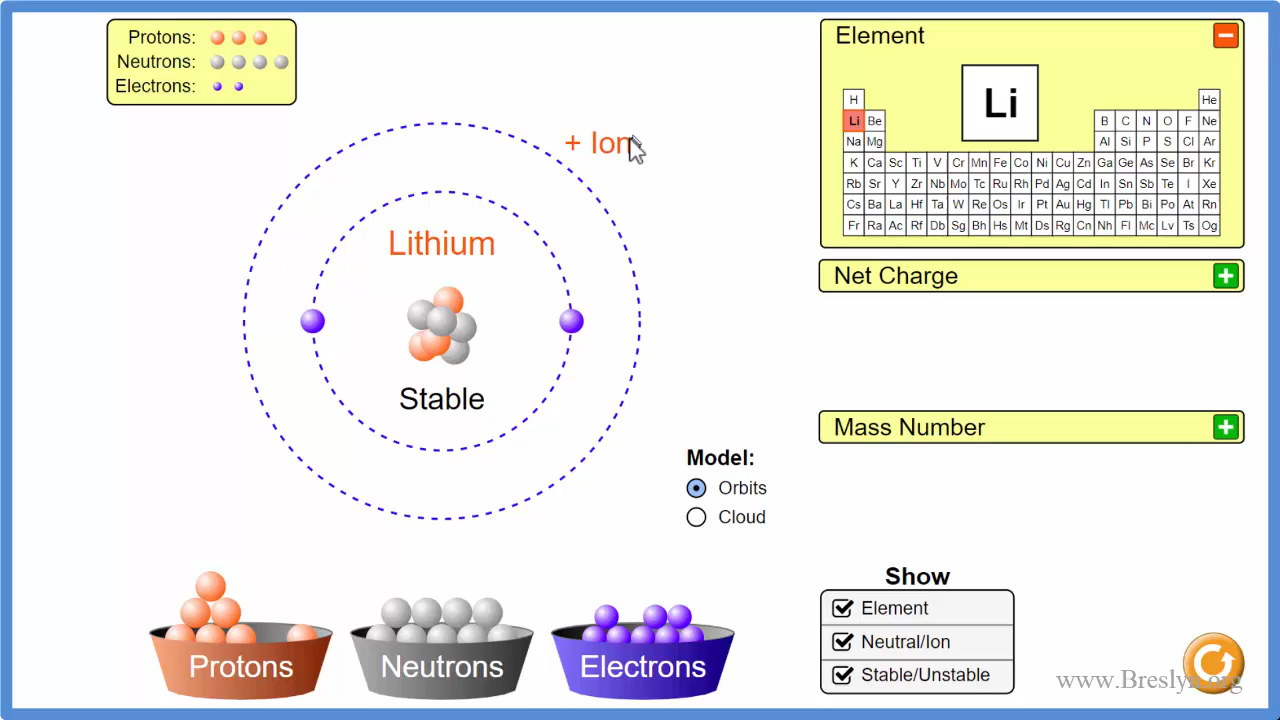 Protons:
Neutrons:
Electrons:
+ Ion
Lithium
Stable
Model:
Orbits
Cloud
Protons
Neutrons
Electrons
Element
Li
H He
Li Be B C N O F Ne
Na Mg Al Si P S Cl Ar
K Ca Sc Ti V Cr Mn Fe Co Ni Cu Zn Ga Ge As Se Br Kr
Rb Sr Y Zr Nb Mo Tc Ru Rh Pd Ag Cd In Sn Sb Te I Xe
Cs Ba La Hf Ta W Re Os Ir Pt Au Hg Tl Pb Bi Po At Rn
Fr Ra Ac Rf Db Sg Bh Hs Mt Ds Rg Cn Nh Fl Mc Lv Ts Og
Net Charge
Mass Number
Show
Element
Neutral/Ion
Stable/Unstable
www.Breslyn.org